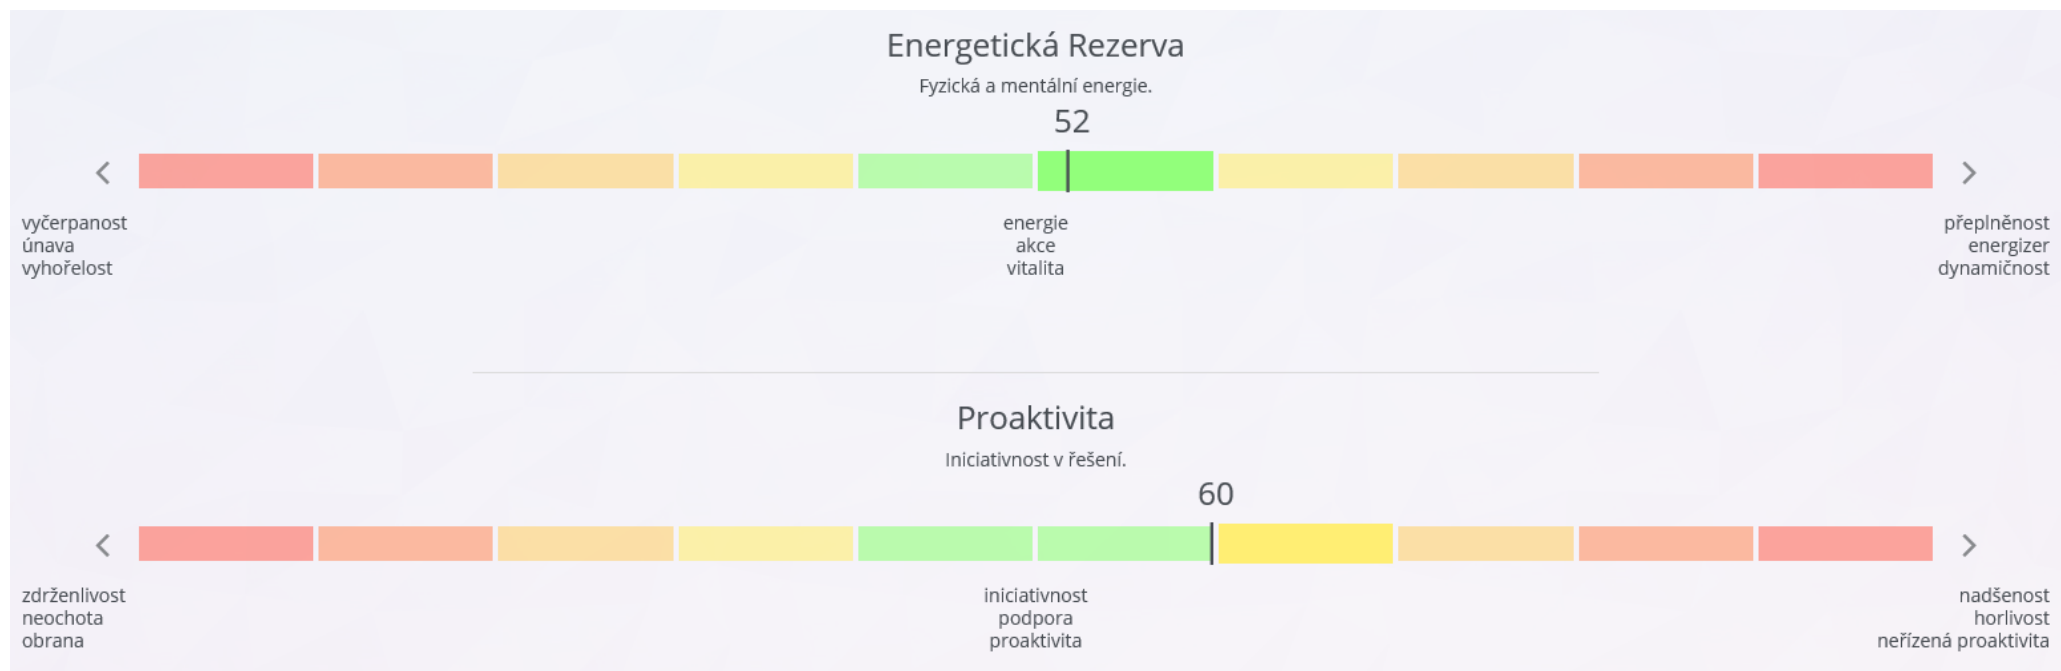 Energetická Rezerva
Fyzická a mentální energie.
52
vyčerpanost
únava
vyhořelost
energie
akce
vitalita
přeplněnost
energizer
dynamičnost
Proaktivita
Iniciativnost v řešení.
60
zdrženlivost
neochota
obrana
iniciativnost
podpora
proaktivita
nadšenost
horlivost
neřízená proaktivita